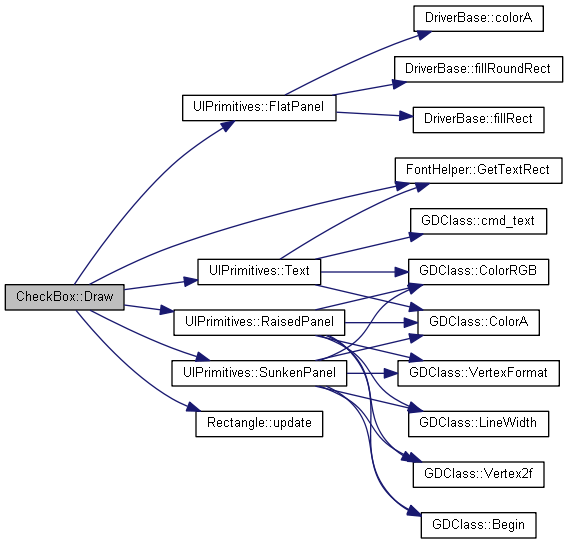 DriverBase::colorA
DriverBase::fillRoundRect
UIPrimitives::FlatPanel
DriverBase::fillRect
FontHelper::GetTextRect
GDClass::cmd_text
UIPrimitives::Text
GDClass::ColorRGB
CheckBox::Draw
UIPrimitives::RaisedPanel
GDClass::ColorA
UIPrimitives::SunkenPanel
GDClass::VertexFormat
Rectangle::update
GDClass::LineWidth
GDClass::Vertex2f
GDClass::Begin